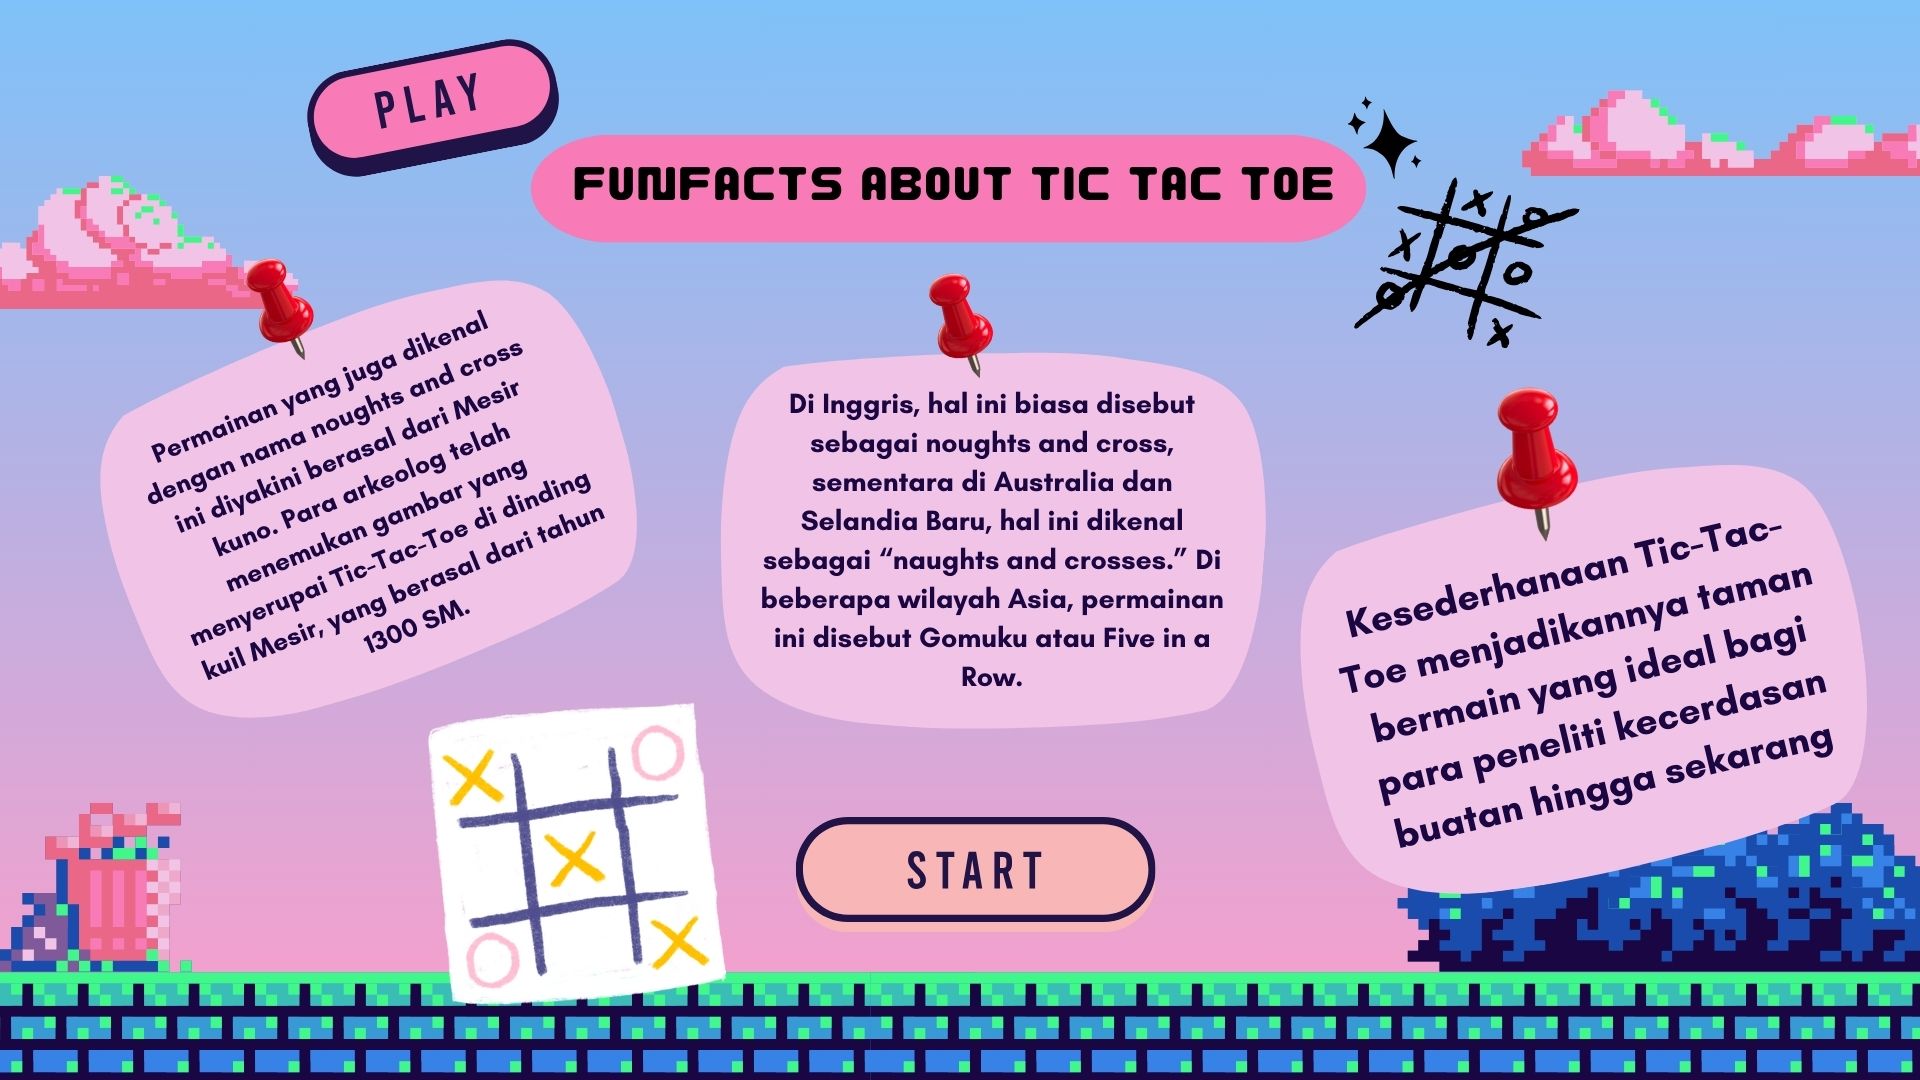 PLAY
FUNFACTS ABOUT TIC TAC TOE
Permainan yang juga dikenal
dengan nama noughts and cross
ini diyakini berasal dari Mesir
kuno. Para arkeolog telah
menemukan gambar yang
menyerupai Tic-Tac-Toe di dinding
kuil Mesir, yang berasal dari tahun
1300 SM.
Di Inggris, hal ini biasa disebut
sebagai noughts and cross,
sementara di Australia dan
Selandia Baru, hal ini dikenal
sebagai “naughts and crosses.” Di
beberapa wilayah Asia, permainan
ini disebut Gomuku atau Five in a
Row.
Kesederhanaan Tic-Tac-
Toe menjadikannya taman
bermain yang ideal bagi
para peneliti kecerdasan
buatan hingga sekarang
START